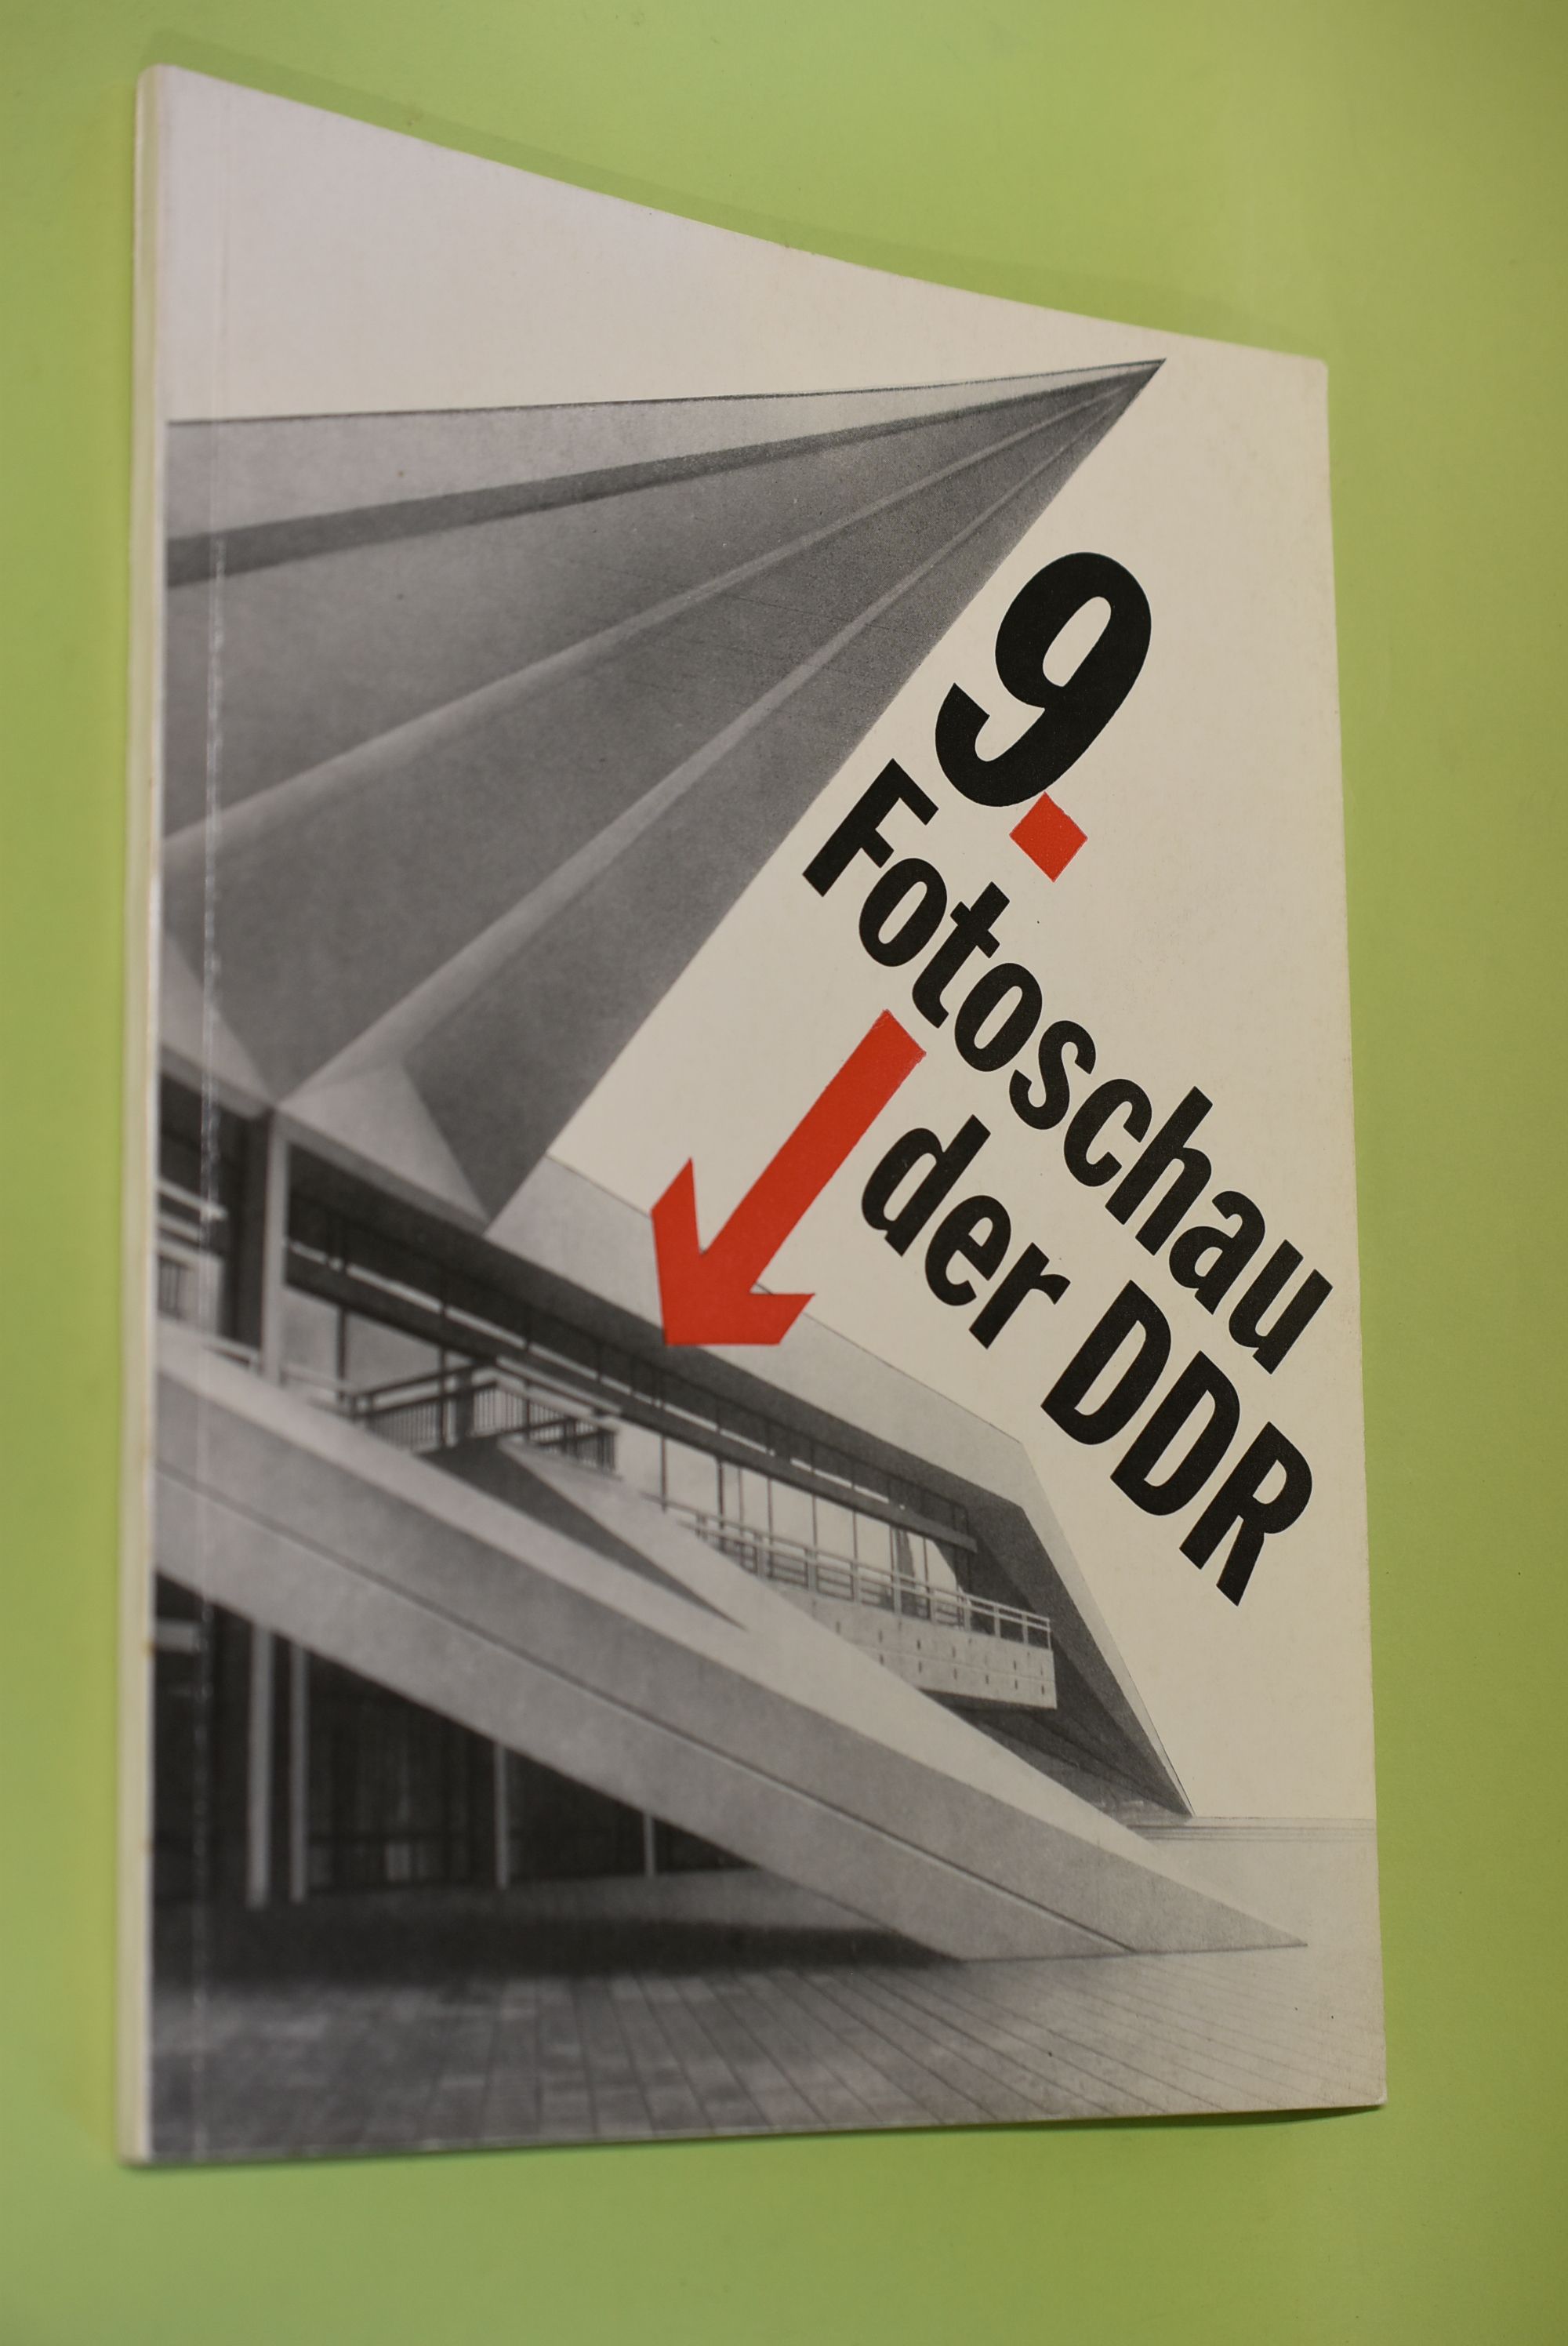 9.
Fotoschau
der DDR